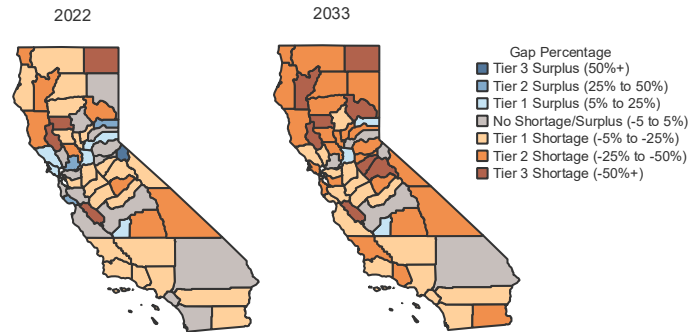 2022
2033
Gap Percentage
Tier 3 Surplus (50%+)
Tier 2 Surplus (25% to 50%)
Tier 1 Surplus (5% to 25%)
No Shortage/Surplus (-5 to 5%)
Tier 1 Shortage (-5% to -25%)
Tier 2 Shortage (-25% to -50%)
Tier 3 Shortage (-50%+)